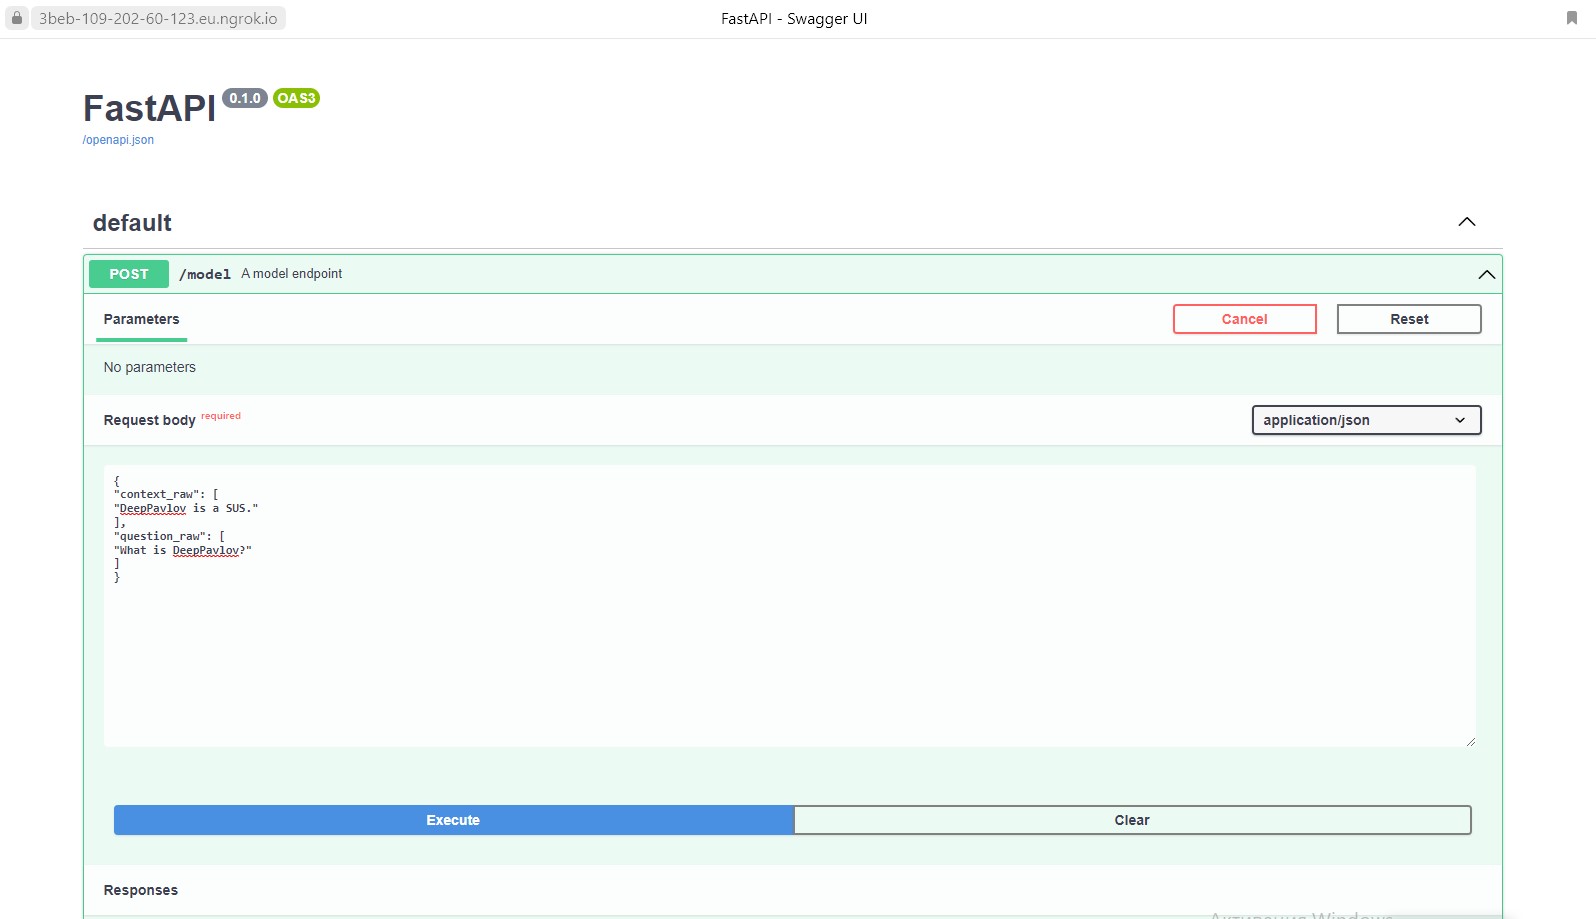 3beb-109-202-60-123.eu.ngrok.io FastAPI - Swagger UI
FastAPI 0.1.0 OAS3
/openapi.json
default
POST /model A model endpoint
Parameters Cancel Reset
No parameters
Request body required application/json
{
"context_raw": [
"DeepPavlov is a SUS."
],
"question_raw": [
"What is DeepPavlov?"
]
}
Execute Clear
Responses
Активация Windows